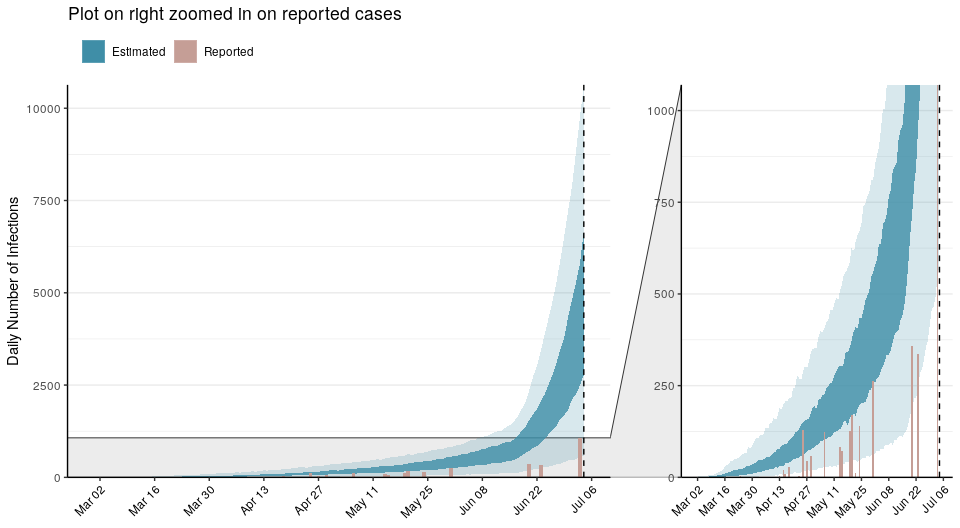 Plot on right zoomed in on reported cases
Estimated Reported
Daily Number of Infections
10000
7500
5000
2500
0
Mar 02 Mar 16 Mar 30 Apr 13 Apr 27 May 11 May 25 Jun 08 Jun 22 Jul 06
1000
750
500
250
0
Mar 02 Mar 16 Mar 30 Apr 13 Apr 27 May 11 May 25 Jun 08 Jun 22 Jul 06